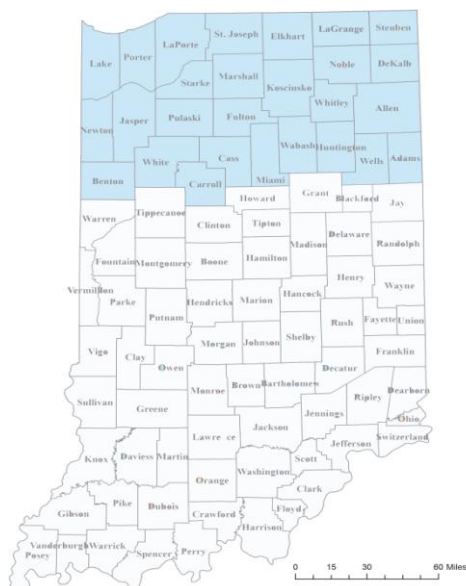 St. Joseph Elkhart LaGrange Steuben
Lake Porter LaPorte
Noble DeKalb
Starke Marshall
Kosciusko
Whitley Allen
Newton Jasper Pulaski Fulton
Wabash Huntington
White Cass
Wells Adams
Benton Carroll Miami
Howard Grant Blackford Jay
Warren Tippecanoe
Clinton Tipton
Madison Delaware
Randolph
Fountain Montgomery Boone Hamilton
Henry Wayne
Vermillion Parke Hendricks Marion Hancock
Putnam Rush Fayette Union
Morgan Johnson Shelby
Vigo Clay Owen Franklin
Decatur
Monroe Brown Bartholomew
Sullivan Ripley Dearborn
Greene Jennings
Ohio
Lawre ce Jackson
Jefferson Switzerland
Knox Daviess Martin
Washington Scott
Orange
Clark
Gibson Pike Dubois
Crawford Floyd
Harrison
Posey Vanderburgh Warrick Spencer Perry
0 15 30 60 Miles